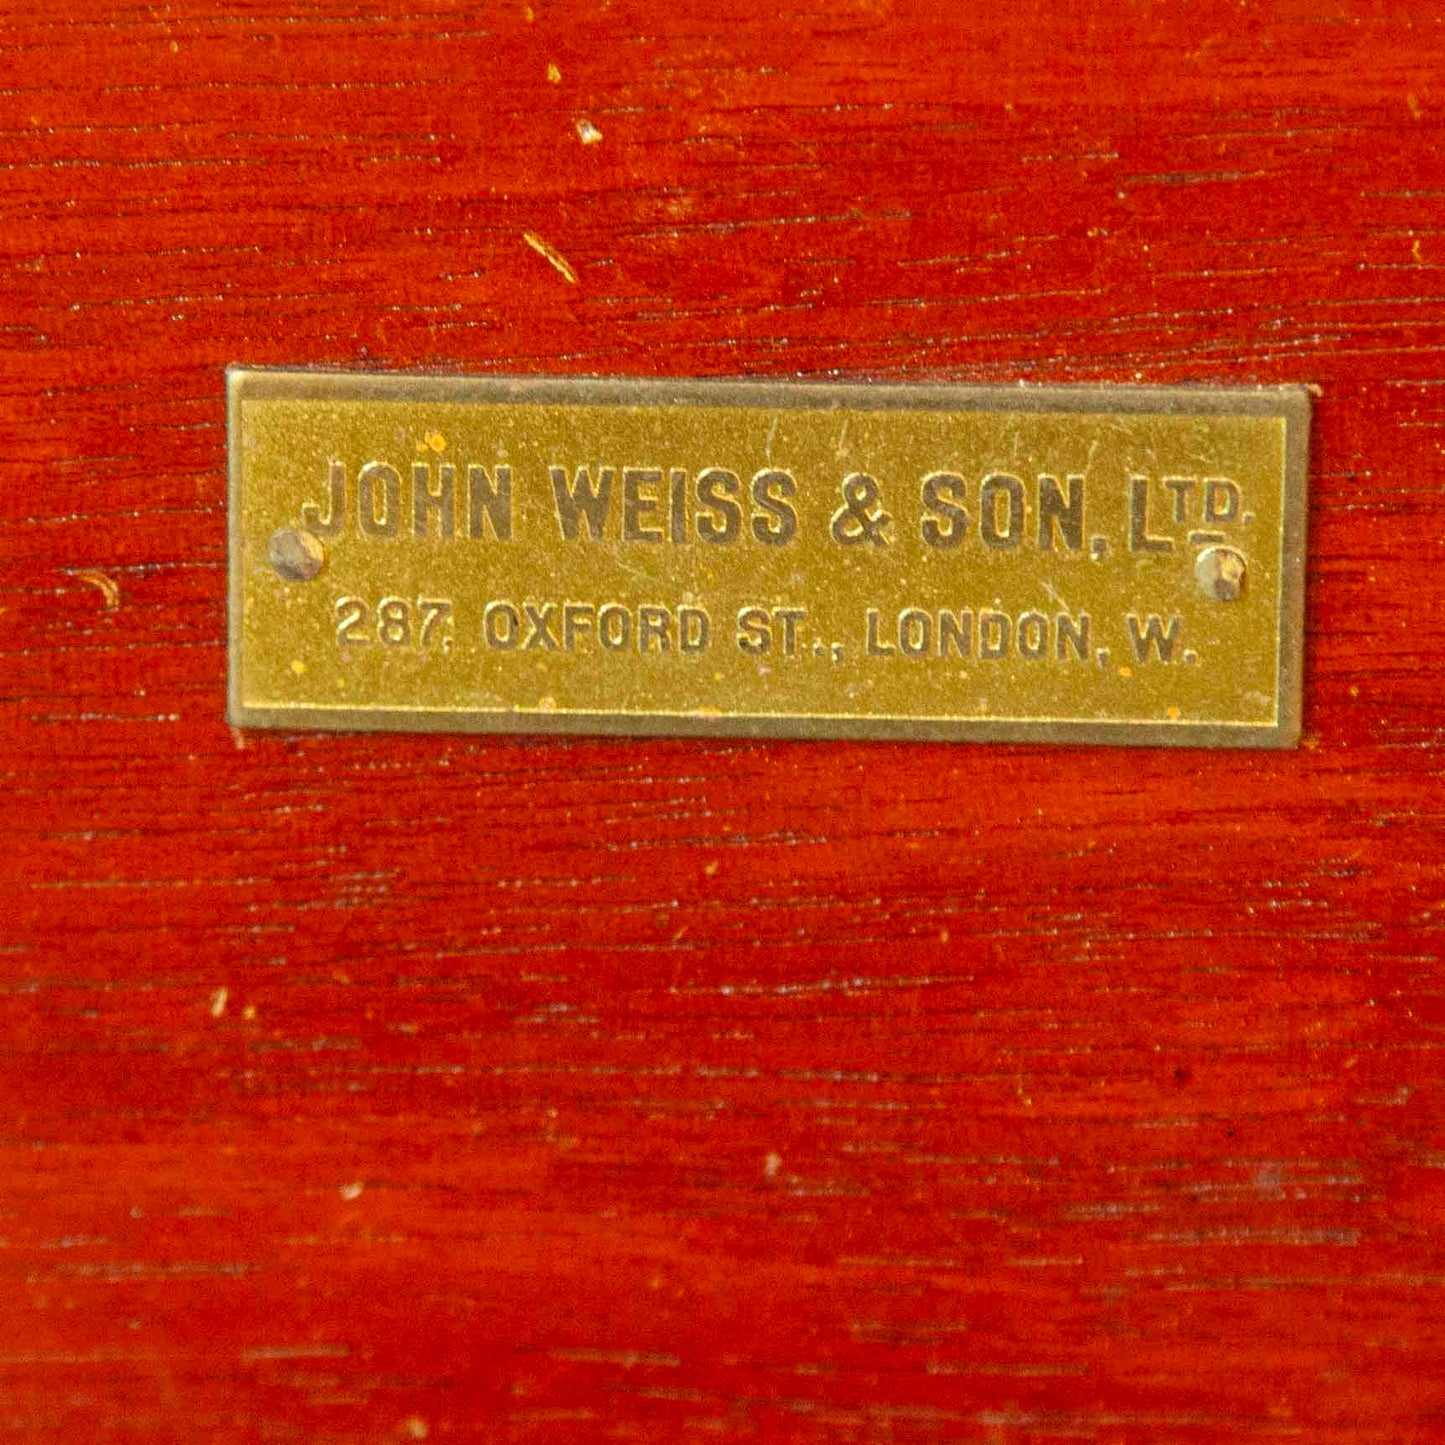 JOHN WEISS & SON, LTD.
287, OXFORD ST., LONDON, W.